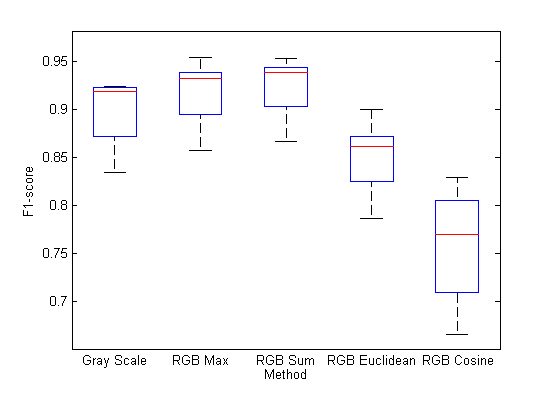 0.95
0.9
0.85
0.8
0.75
0.7
F1-score
Gray Scale RGB Max RGB Sum RGB Euclidean RGB Cosine
Method